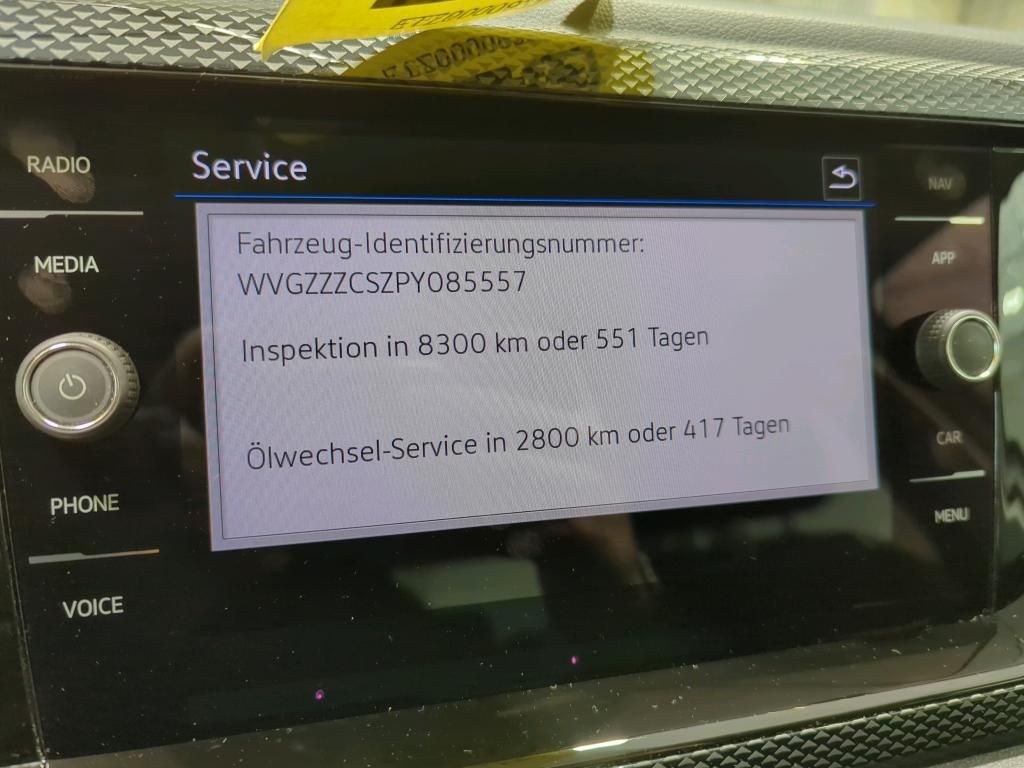 RADIO
MEDIA
PHONE
VOICE
Service
Fahrzeug-Identifizierungsnummer:
WVGZZZCSZPY085557
Inspektion in 8300 km oder 551 Tagen
Ölwechsel-Service in 2800 km oder 417 Tagen
NAV
APP
CAR
MENU